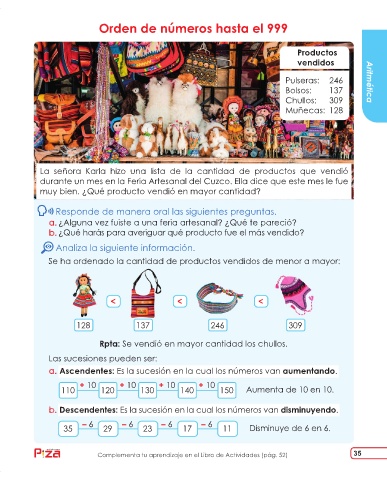 Orden de números hasta el 999
Productos
vendidos
Pulseras: 246
Bolsos: 137
Chullos: 309
Muñecas: 128
Aritmética
La señora Karla hizo una lista de la cantidad de productos que vendió
durante un mes en la Feria Artesanal del Cuzco. Ella dice que este mes le fue
muy bien. ¿Qué producto vendió en mayor cantidad?
Responde de manera oral las siguientes preguntas.
a. ¿Alguna vez fuiste a una feria artesanal? ¿Qué te pareció?
b. ¿Qué harás para averiguar qué producto fue el más vendido?
Analiza la siguiente información.
Se ha ordenado la cantidad de productos vendidos de menor a mayor:
< < <
128 137 246 309
Rpta: Se vendió en mayor cantidad los chullos.
Las sucesiones pueden ser:
a. Ascendentes: Es la sucesión en la cual los números van aumentando.
+ 10 + 10 + 10 + 10
110 120 130 140 150 Aumenta de 10 en 10.
b. Descendentes: Es la sucesión en la cual los números van disminuyendo.
– 6 – 6 – 6 – 6
35 29 23 17 11 Disminuye de 6 en 6.
Pizza
Complementa tu aprendizaje en el Libro de Actividades (pág. 52)
35